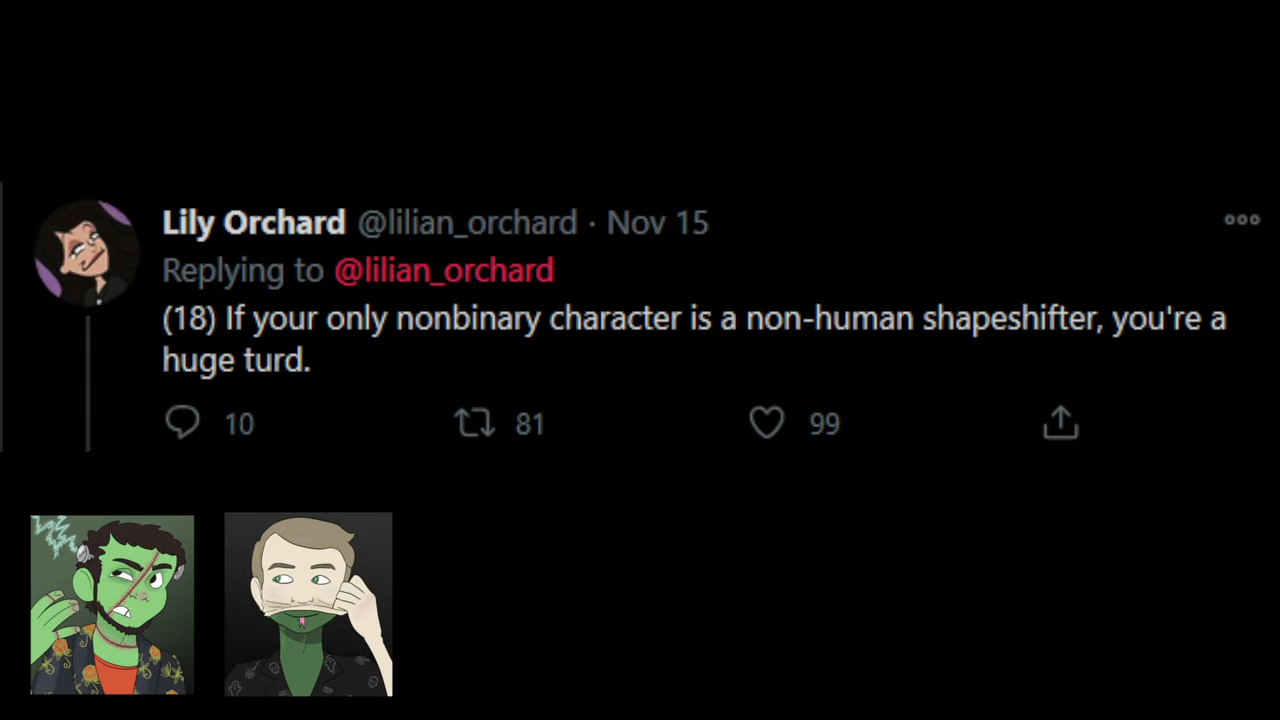 Lily Orchard @lilian_orchard · Nov 15
Replying to @lilian_orchard
(18) If your only nonbinary character is a non-human shapeshifter, you're a
huge turd.
10 81 99